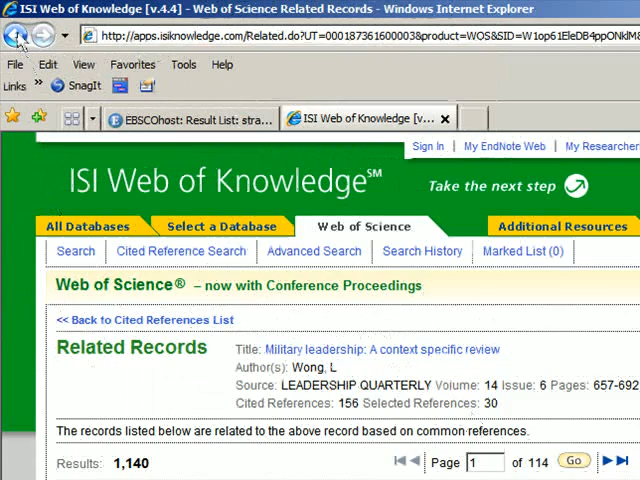 ISI Web of Knowledge [v.4.4] - Web of Science Related Records - Windows Internet Explorer
http://apps.isiknowledge.com/Related.do?UT=000187361600003&product=WOS&SID=W1op61EleDB4ppONklM8
File Edit View Favorites Tools Help
Links » SnagIt
EBSCOhost: Result List: stra... ISI Web of Knowledge [v... x
Sign In | My EndNote Web | My Researcher
ISI Web of Knowledge SM Take the next step
All Databases Select a Database Web of Science Additional Resources
Search | Cited Reference Search | Advanced Search | Search History | Marked List (0)
Web of Science® – now with Conference Proceedings
<< Back to Cited References List
Related Records Title: Military leadership: A context specific review
Author(s): Wong, L
Source: LEADERSHIP QUARTERLY Volume: 14 Issue: 6 Pages: 657-692
Cited References: 156 Selected References: 30
The records listed below are related to the above record based on common references.
Results: 1,140 Page 1 of 114 Go